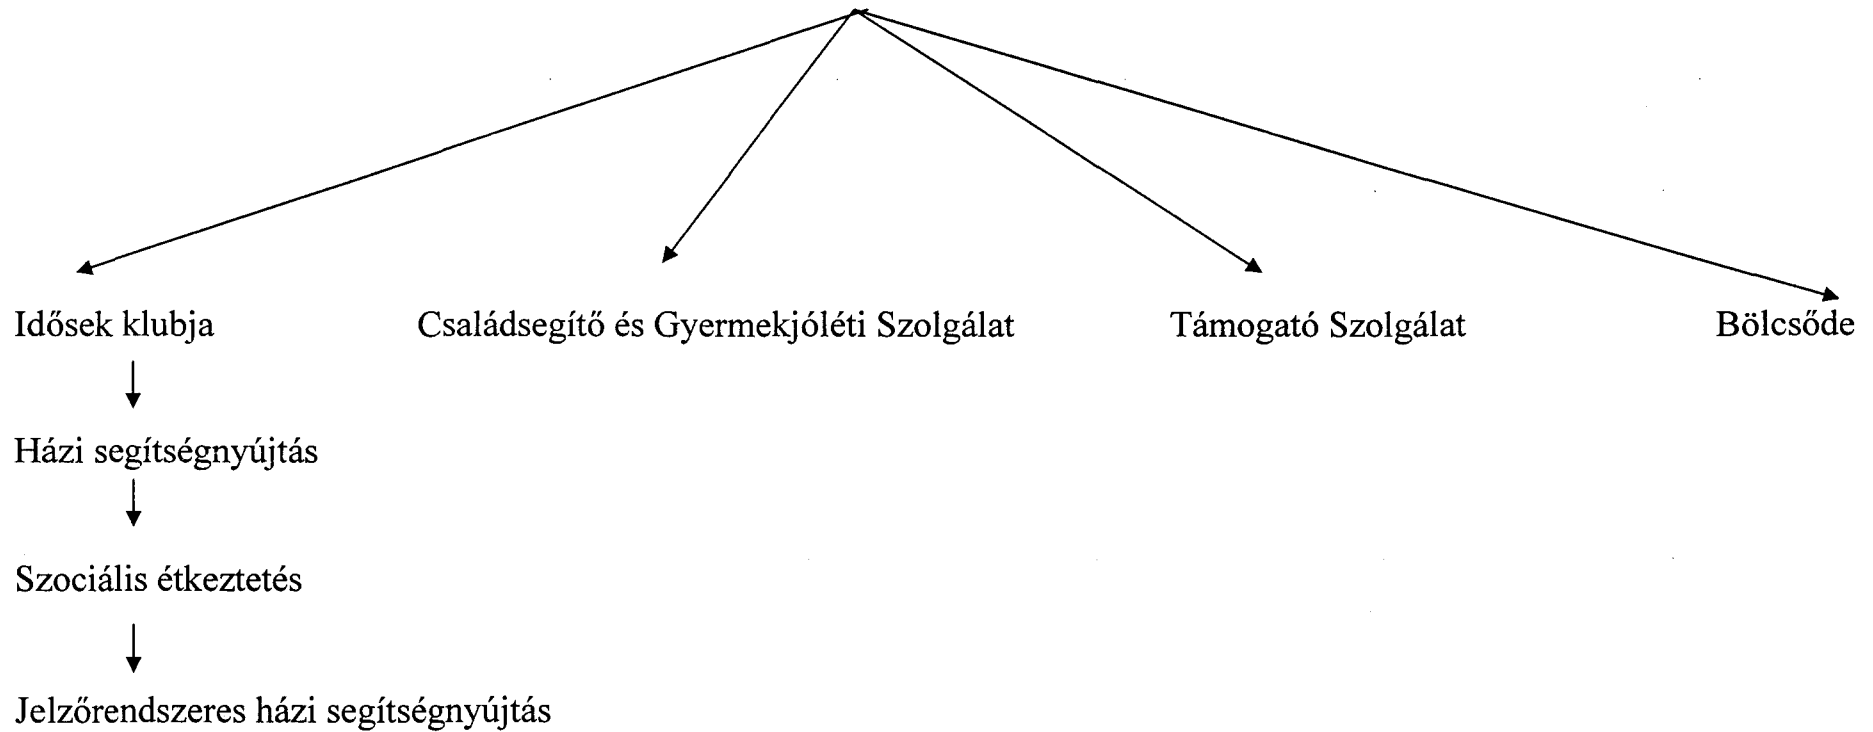 Idősek klubja
Családsegítő és Gyermekjóléti Szolgálat
Támogató Szolgálat
Bölcsőde
Házi segítségnyújtás
Szociális étkeztetés
Jelzőrendszeres házi segítségnyújtás